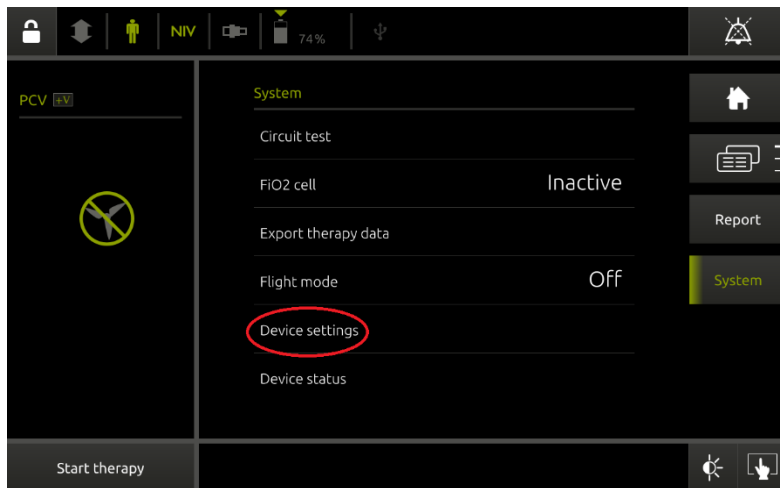 NIV
74%
PCV +V
System
Circuit test
FiO2 cell Inactive
Export therapy data
Flight mode Off
Device settings
Device status
Report
System
Start therapy